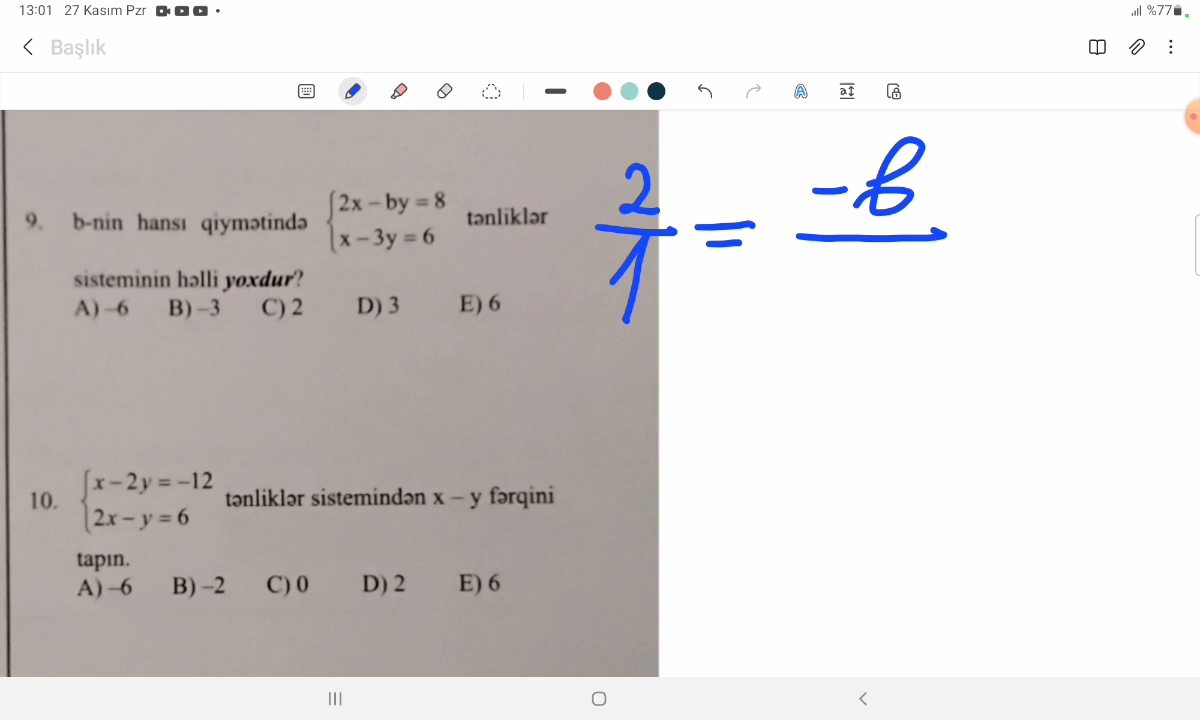 13:01 27 Kasım Pzr • %77
Başlık
9. b-nin hansı qiymətində { 2x – by = 8
x – 3y = 6 tənliklər
sisteminin həlli yoxdur?
A) –6 B) –3 C) 2 D) 3 E) 6
2/1 = -b/
10. { x – 2y = –12
2x – y = 6 tənliklər sistemindən x – y fərqini
tapın.
A) –6 B) –2 C) 0 D) 2 E) 6